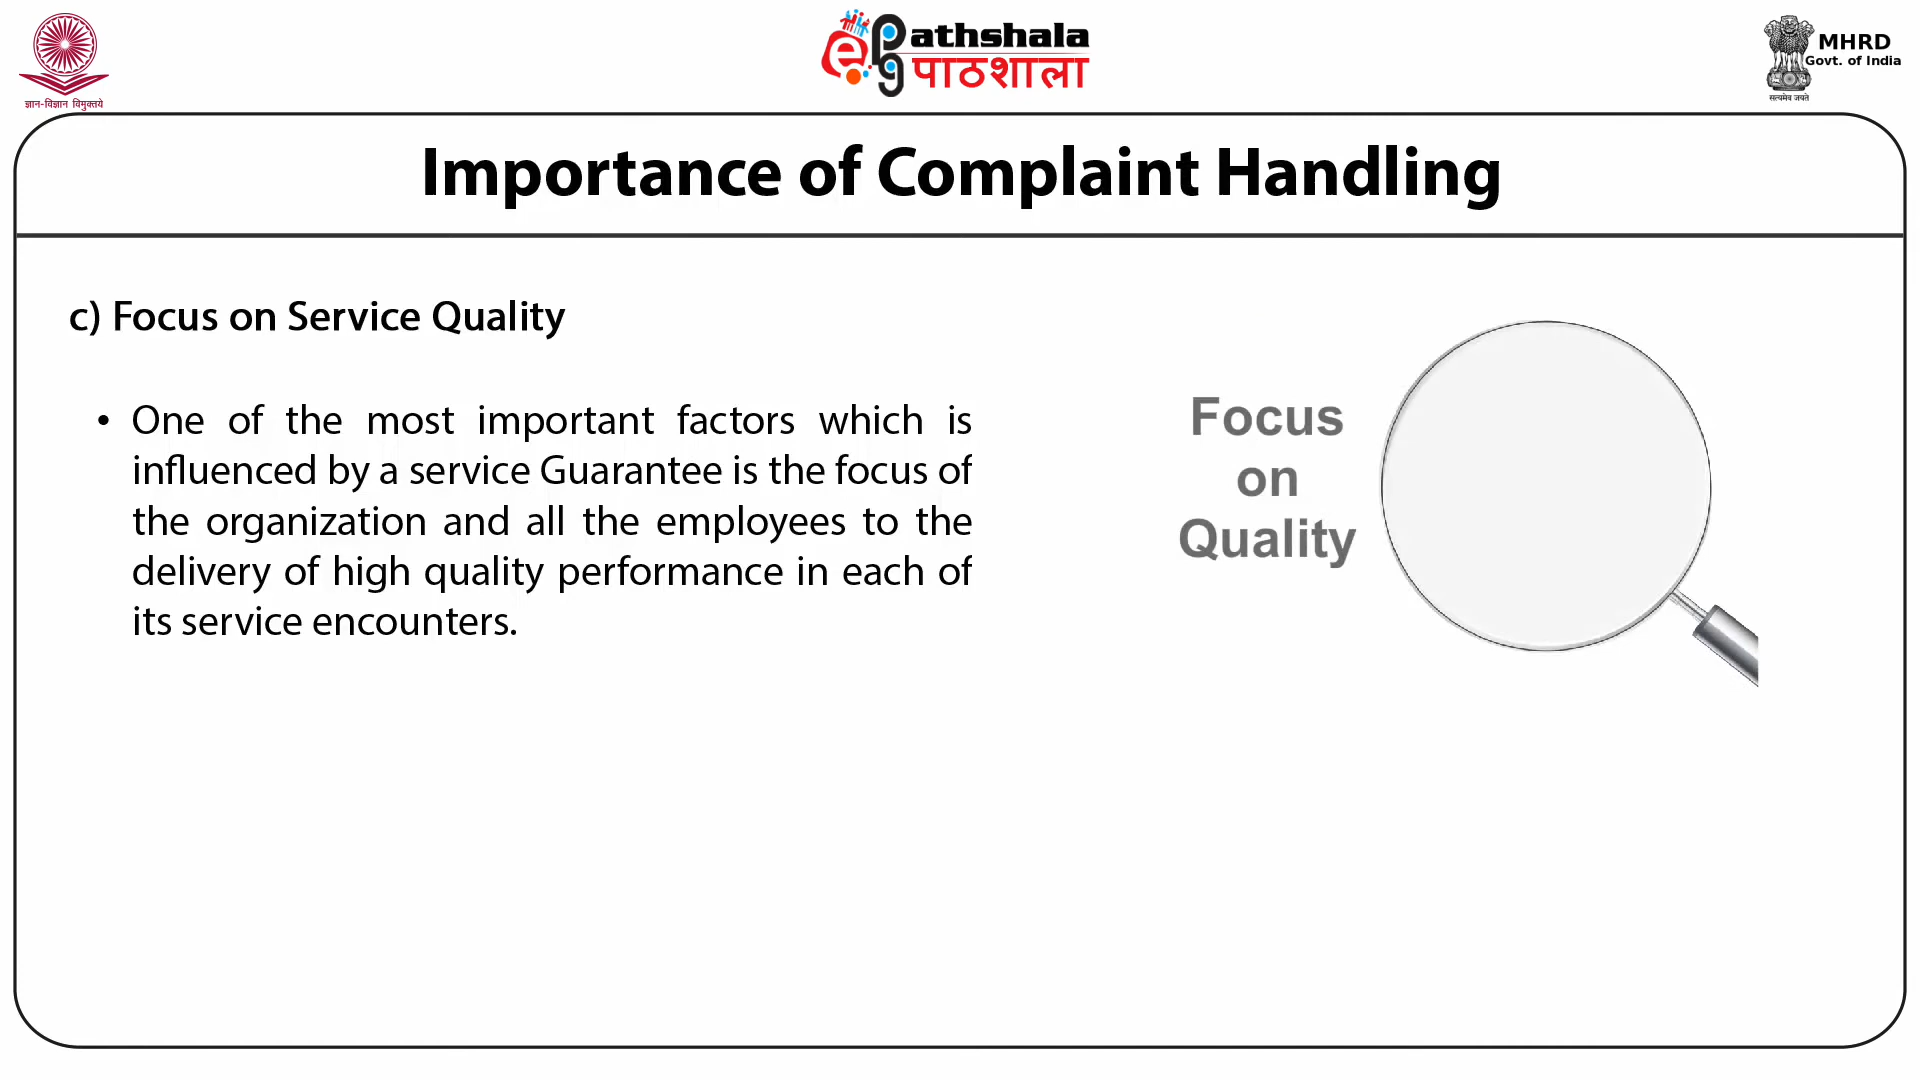 ज्ञान-विज्ञान विमुक्तये
ePathshala
पाठशाला
MHRD
Govt. of India
सत्यमेव जयते
Importance of Complaint Handling
c) Focus on Service Quality
• One of the most important factors which is
influenced by a service Guarantee is the focus of
the organization and all the employees to the
delivery of high quality performance in each of
its service encounters.
Focus
on
Quality